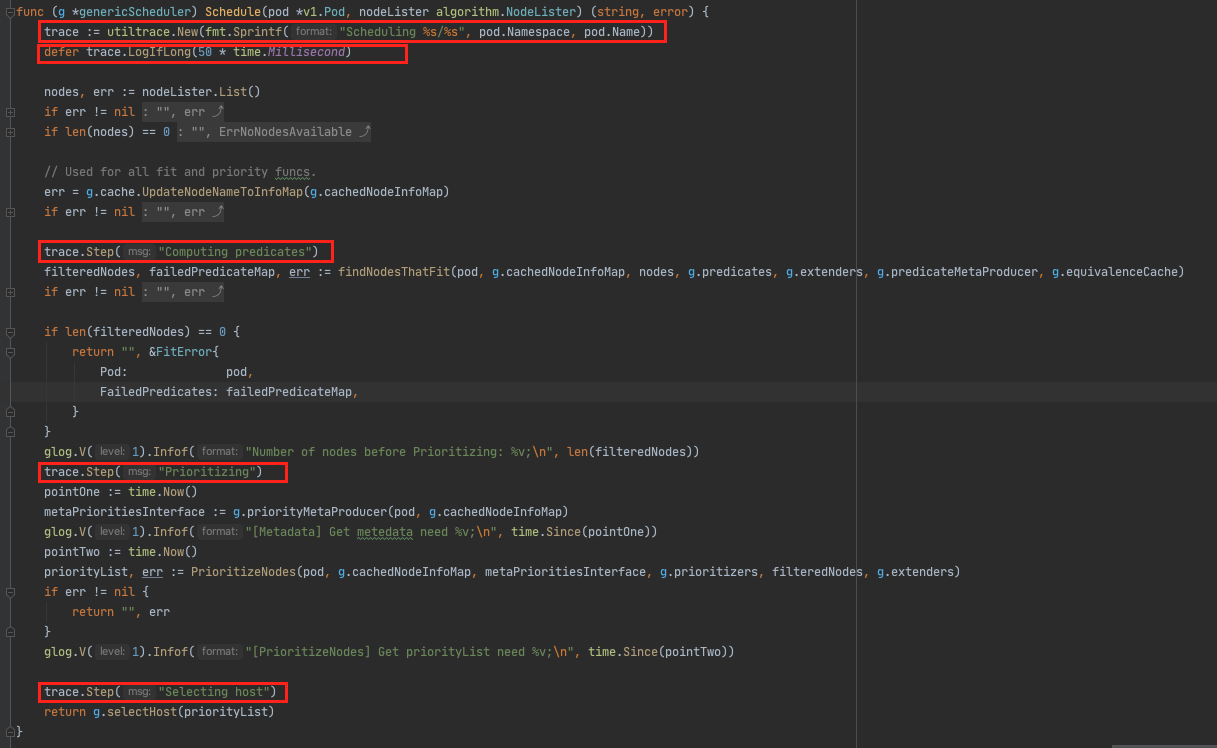 func (g *genericScheduler) Schedule(pod *v1.Pod, nodeLister algorithm.NodeLister) (string, error) {
    trace := utiltrace.New(fmt.Sprintf( format: "Scheduling %s/%s", pod.Namespace, pod.Name))
    defer trace.LogIfLong(50 * time.Millisecond)

    nodes, err := nodeLister.List()
    if err != nil : "", err ⤴
    if len(nodes) == 0 : "", ErrNoNodesAvailable ⤴

    // Used for all fit and priority funcs.
    err = g.cache.UpdateNodeNameToInfoMap(g.cachedNodeInfoMap)
    if err != nil : "", err ⤴

    trace.Step( msg: "Computing predicates")
    filteredNodes, failedPredicateMap, err := findNodesThatFit(pod, g.cachedNodeInfoMap, nodes, g.predicates, g.extenders, g.predicateMetaProducer, g.equivalenceCache)
    if err != nil : "", err ⤴

    if len(filteredNodes) == 0 {
        return "", &FitError{
            Pod:              pod,
            FailedPredicates: failedPredicateMap,
        }
    }
    glog.V( level: 1).Infof( format: "Number of nodes before Prioritizing: %v;\n", len(filteredNodes))
    trace.Step( msg: "Prioritizing")
    pointOne := time.Now()
    metaPrioritiesInterface := g.priorityMetaProducer(pod, g.cachedNodeInfoMap)
    glog.V( level: 1).Infof( format: "[Metadata] Get metedata need %v;\n", time.Since(pointOne))
    pointTwo := time.Now()
    priorityList, err := PrioritizeNodes(pod, g.cachedNodeInfoMap, metaPrioritiesInterface, g.prioritizers, filteredNodes, g.extenders)
    if err != nil {
        return "", err
    }
    glog.V( level: 1).Infof( format: "[PrioritizeNodes] Get priorityList need %v;\n", time.Since(pointTwo))

    trace.Step( msg: "Selecting host")
    return g.selectHost(priorityList)
}